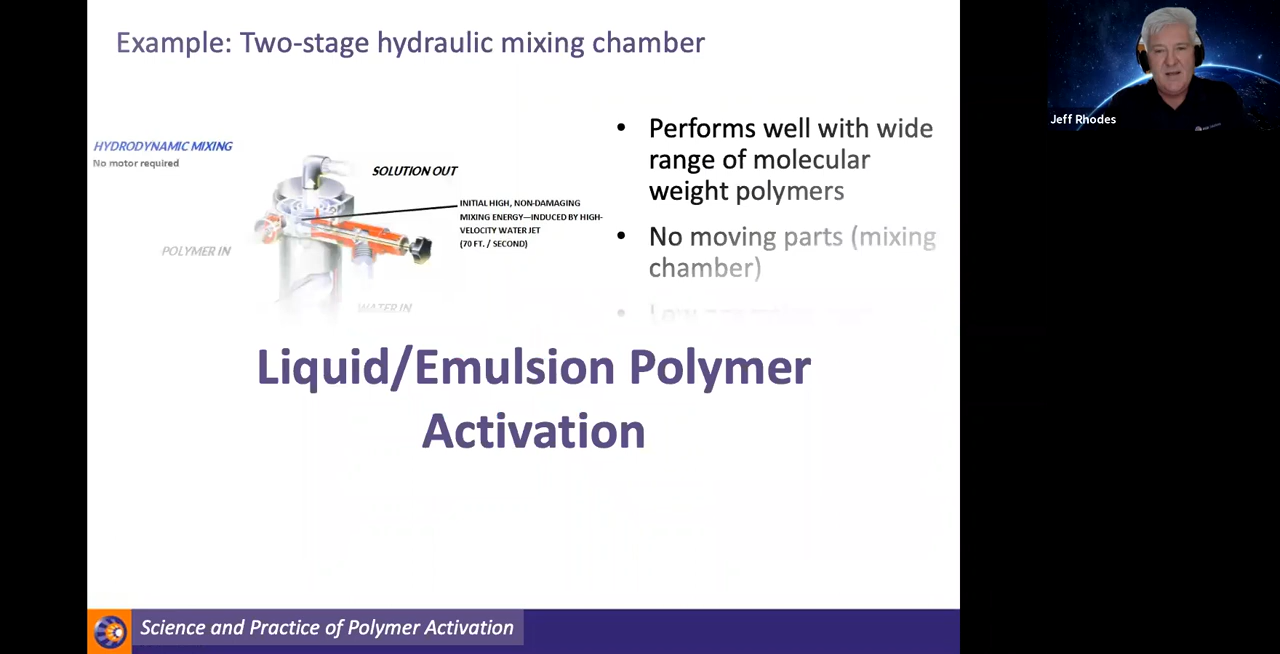 Example: Two-stage hydraulic mixing chamber
Jeff Rhodes
HYDRODYNAMIC MIXING
No motor required
SOLUTION OUT
INITIAL HIGH, NON-DAMAGING
MIXING ENERGY—INDUCED BY HIGH-
VELOCITY WATER JET
(70 FT. / SECOND)
POLYMER IN
WATER IN
• Performs well with wide
range of molecular
weight polymers
• No moving parts (mixing
chamber)
• Low
Liquid/Emulsion Polymer
Activation
Science and Practice of Polymer Activation